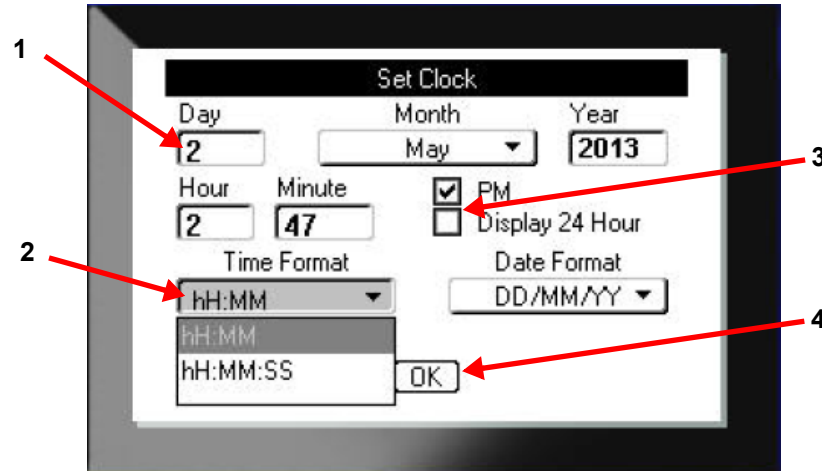 Set Clock
1
Day Month Year
2 May 2013
3
Hour Minute PM
2 47 Display 24 Hour
2
Time Format Date Format
hH:MM DD/MM/YY
4
hH:MM
hH:MM:SS OK